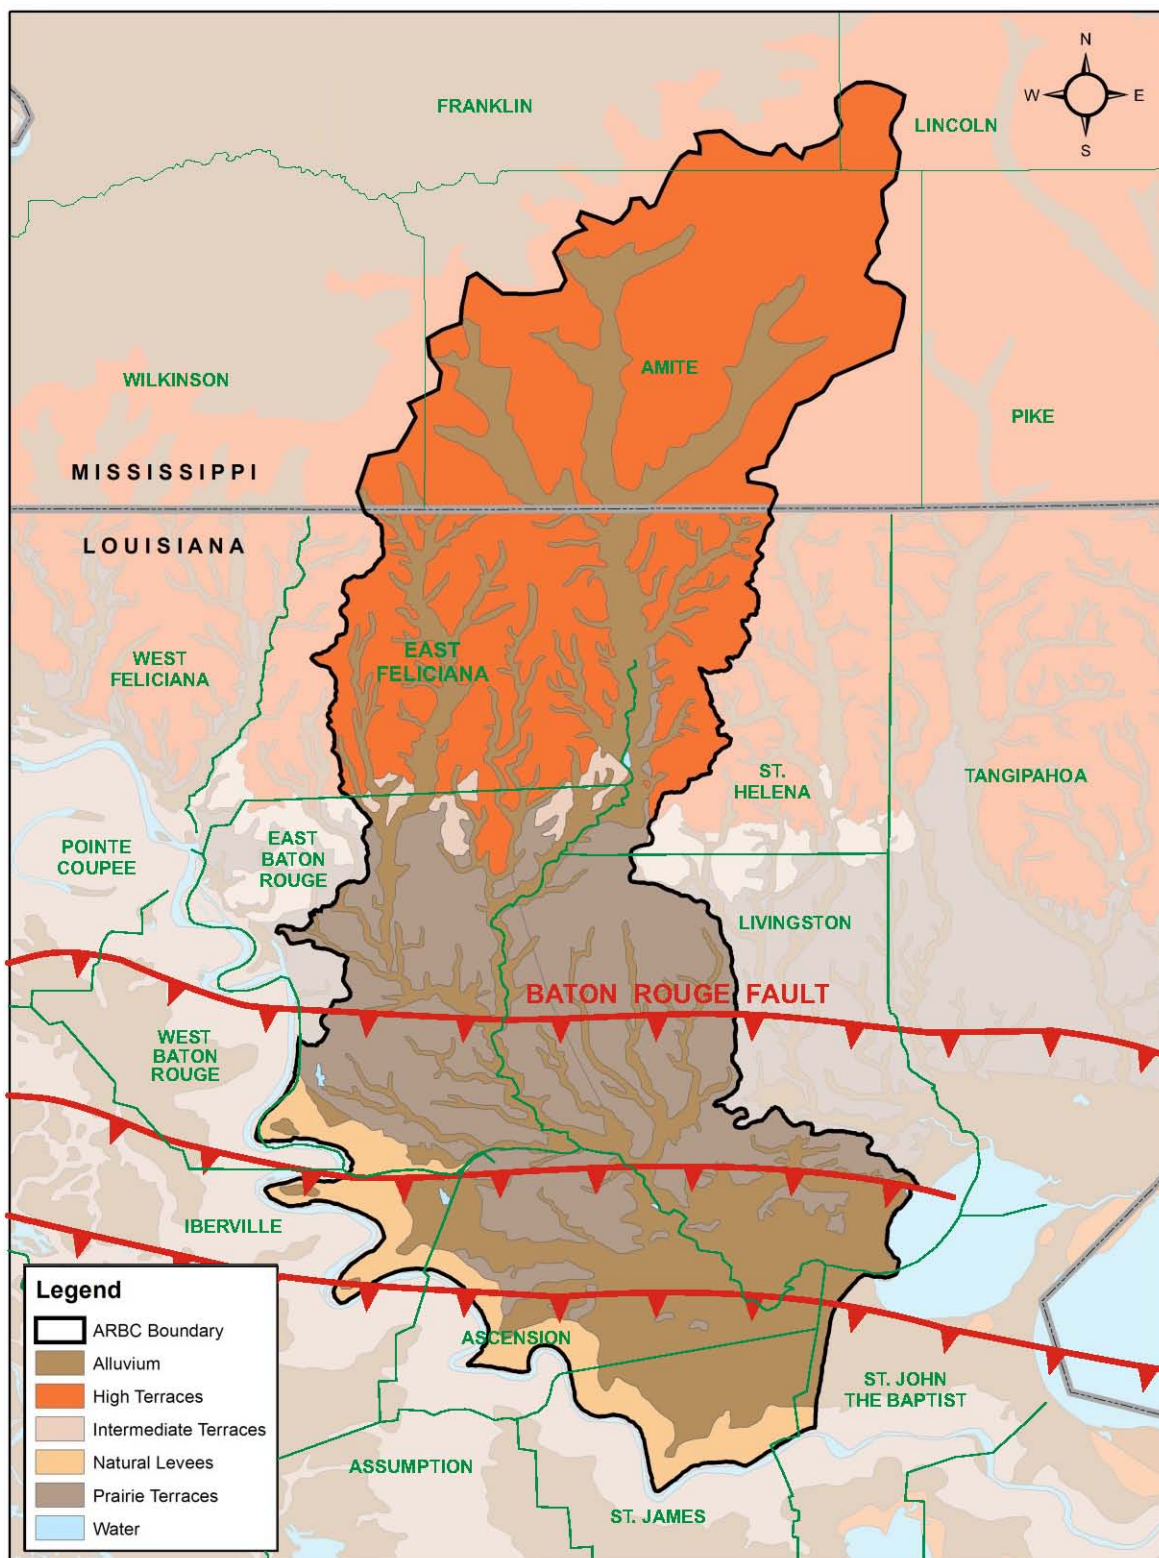 N
W
E
S
FRANKLIN
LINCOLN
WILKINSON
AMITE
PIKE
MISSISSIPPI
LOUISIANA
WEST
FELICIANA
EAST
FELICIANA
ST.
HELENA
TANGIPAHOA
POINTE
COUPEE
EAST
BATON
ROUGE
LIVINGSTON
BATON ROUGE FAULT
WEST
BATON
ROUGE
IBERVILLE
ASCENSION
ST. JOHN
THE BAPTIST
ASSUMPTION
ST. JAMES
Legend
ARBC Boundary
Alluvium
High Terraces
Intermediate Terraces
Natural Levees
Prairie Terraces
Water